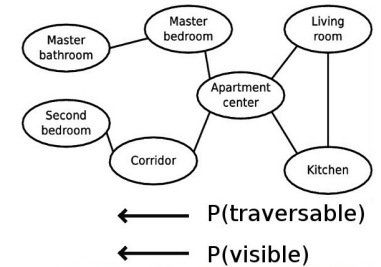 Master
bathroom
Master
bedroom
Living
room
Apartment
center
Second
bedroom
Corridor
Kitchen
P(traversable)
P(visible)